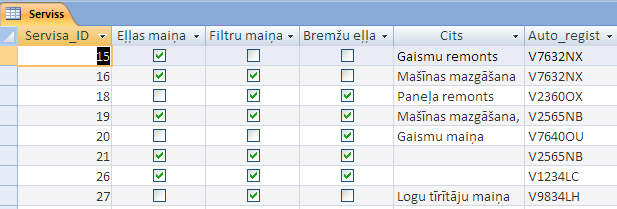 Serviss
Servisa_ID Eļļas maiņa Filtru maiņa Bremžu eļļa Cits Auto_regist
15 Gaismu remonts V7632NX
16 Mašīnas mazgāšana V7632NX
18 Paneļa remonts V2360OX
19 Mašīnas mazgāšana, V2565NB
20 Gaismu maiņa V7640OU
21 V2565NB
26 V1234LC
27 Logu tīrītāju maiņa V9834LH